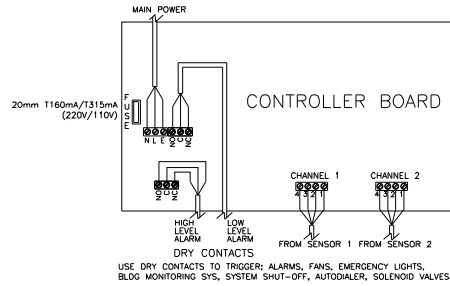 MAIN POWER
20mm T160mA/T315mA
(220V/110V)
FUSE
CONTROLLER BOARD
N L E NO C NC
NO C NC
CHANNEL 1
4 3 2 1
CHANNEL 2
4 3 2 1
HIGH LEVEL ALARM
LOW LEVEL ALARM
FROM SENSOR 1
FROM SENSOR 2
DRY CONTACTS
USE DRY CONTACTS TO TRIGGER; ALARMS, FANS, EMERGENCY LIGHTS,
BLDG MONITORING SYS, SYSTEM SHUT-OFF, AUTODIALER, SOLENOID VALVES